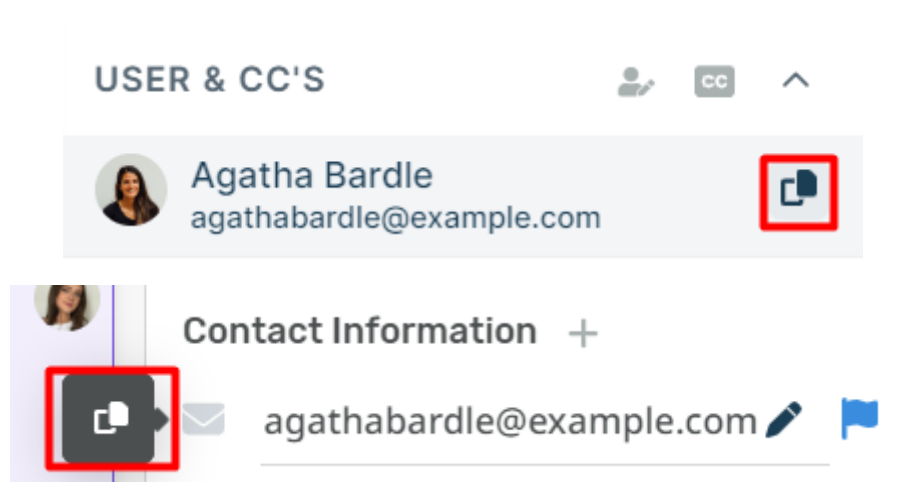 USER & CC'S
CC
Agatha Bardle
agathabardle@example.com
Contact Information +
agathabardle@example.com